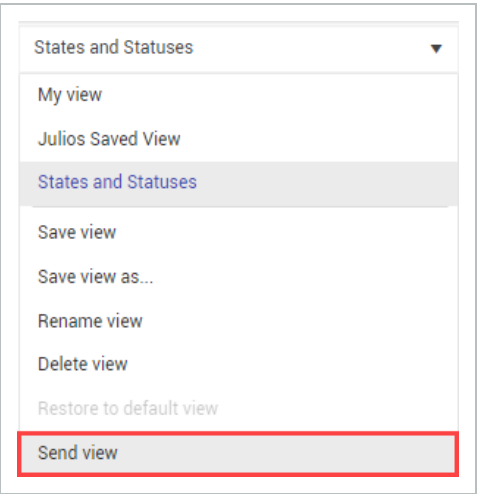 States and Statuses
My view
Julios Saved View
States and Statuses
Save view
Save view as...
Rename view
Delete view
Restore to default view
Send view